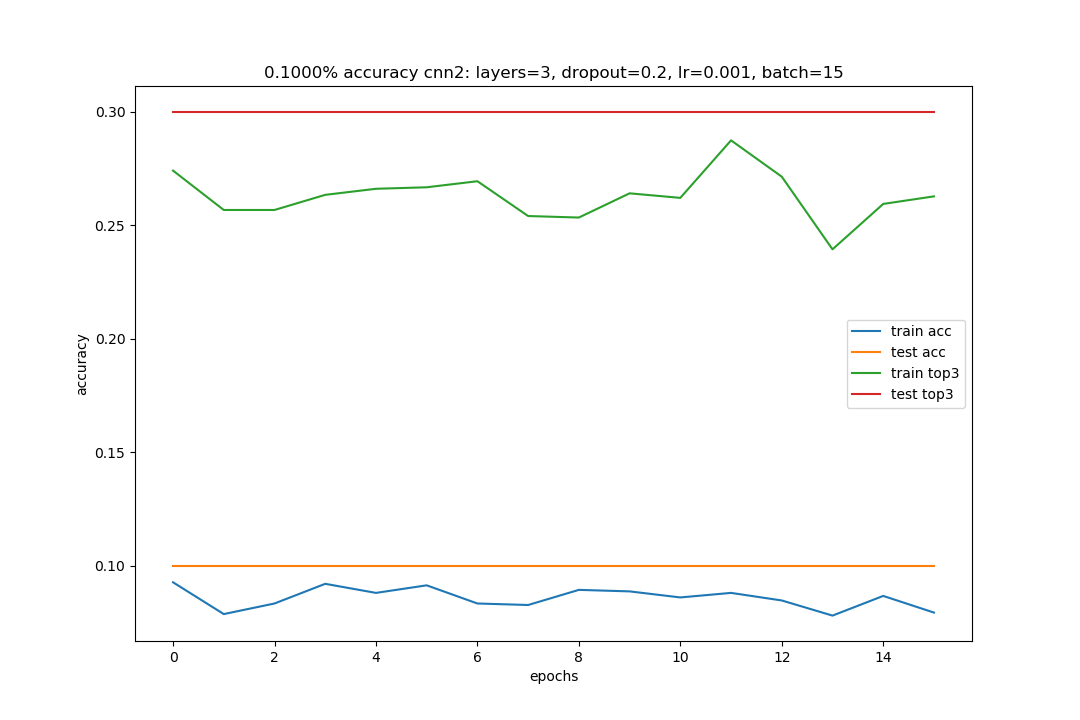 0.1000% accuracy cnn2: layers=3, dropout=0.2, lr=0.001, batch=15
0.30
0.25
0.20
0.15
0.10
accuracy
train acc
test acc
train top3
test top3
0 2 4 6 8 10 12 14
epochs